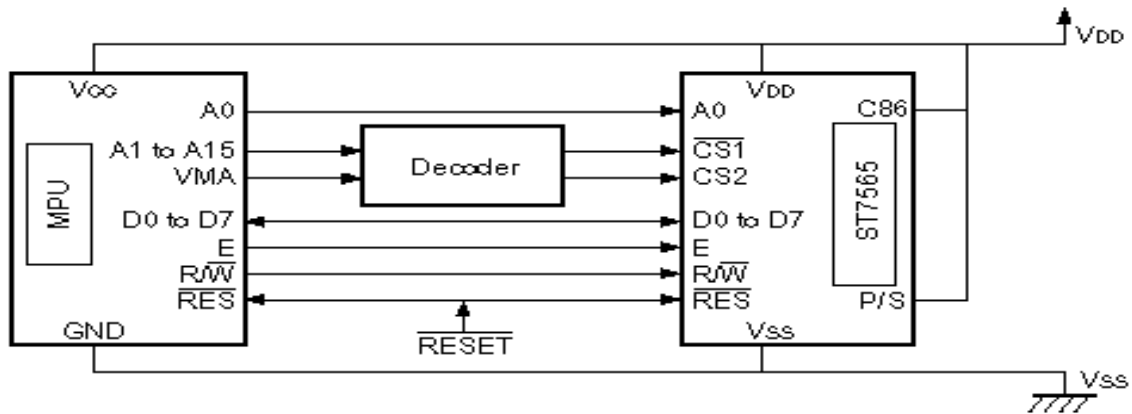 VDD
VCC
VDD
A0
A0
C86
A1 to A15
Decoder
CS1
VMA
CS2
MPU
ST7565
D0 to D7
D0 to D7
E
E
R/W
R/W
RES
RES
P/S
GND
RESET
VSS
VSS